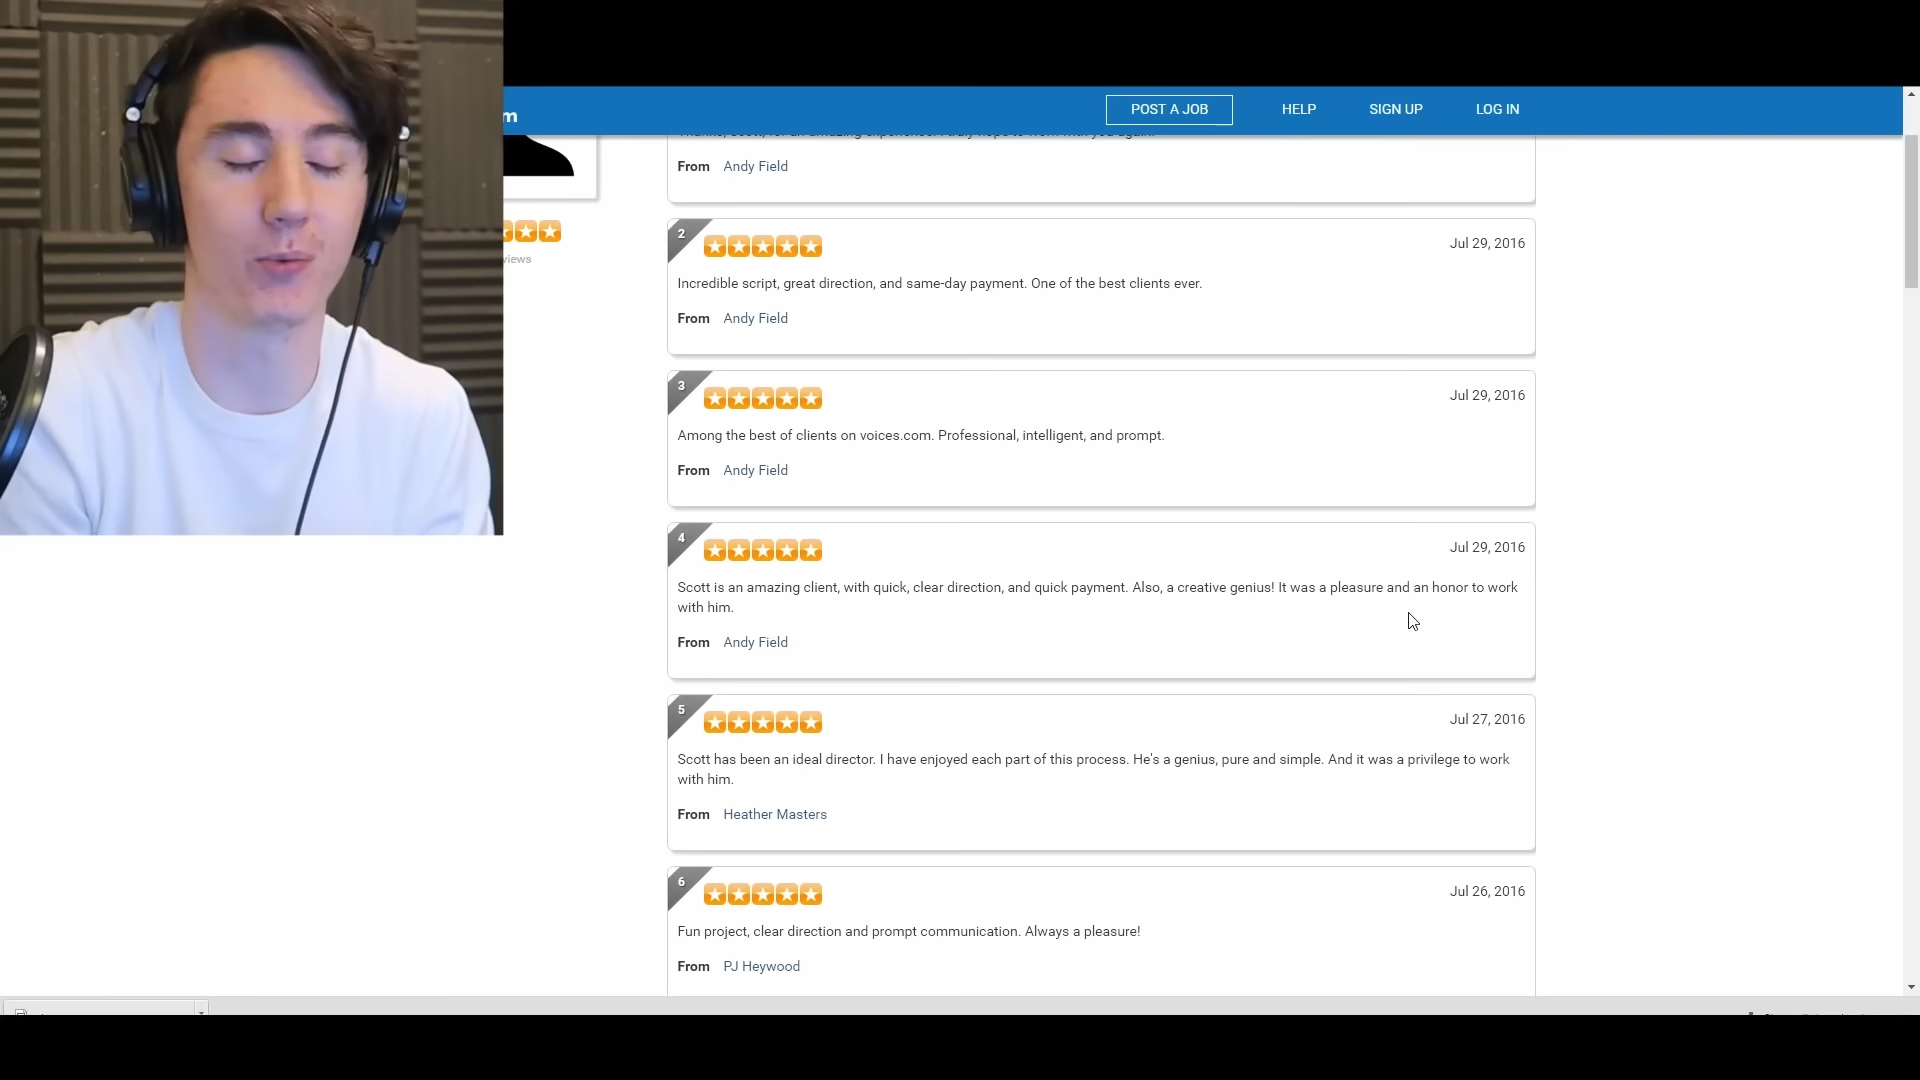 m
POST A JOB
HELP
SIGN UP
LOG IN
From Andy Field
views
2
Jul 29, 2016
Incredible script, great direction, and same-day payment. One of the best clients ever.
From Andy Field
3
Jul 29, 2016
Among the best of clients on voices.com. Professional, intelligent, and prompt.
From Andy Field
4
Jul 29, 2016
Scott is an amazing client, with quick, clear direction, and quick payment. Also, a creative genius! It was a pleasure and an honor to work
with him.
From Andy Field
5
Jul 27, 2016
Scott has been an ideal director. I have enjoyed each part of this process. He's a genius, pure and simple. And it was a privilege to work
with him.
From Heather Masters
6
Jul 26, 2016
Fun project, clear direction and prompt communication. Always a pleasure!
From PJ Heywood